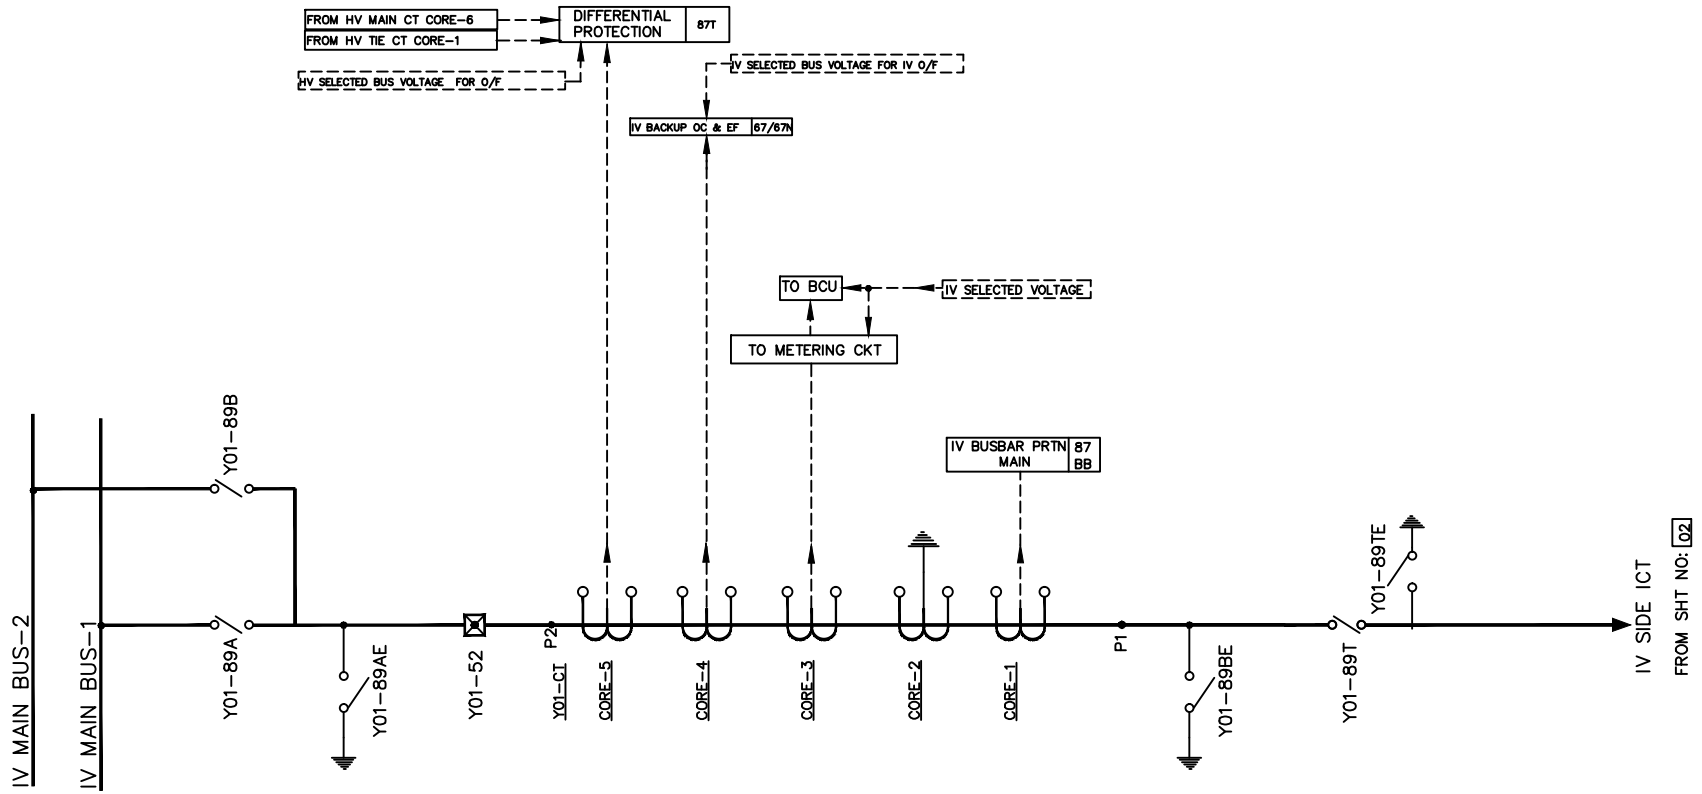 FROM HV MAIN CT CORE-6
FROM HV TIE CT CORE-1
DIFFERENTIAL
PROTECTION
87T
HV SELECTED BUS VOLTAGE FOR O/F
IV SELECTED BUS VOLTAGE FOR IV O/F
IV BACKUP OC & EF
67/67N
TO BCU
IV SELECTED VOLTAGE
TO METERING CKT
IV BUSBAR PRTN
MAIN
87
BB
IV MAIN BUS-2
IV MAIN BUS-1
Y01-89B
Y01-89A
Y01-89AE
Y01-52
P2
Y01-CT
CORE-5
CORE-4
CORE-3
CORE-2
CORE-1
P1
Y01-89BE
Y01-89T
Y01-89TE
IV SIDE ICT
FROM SHT NO: 02